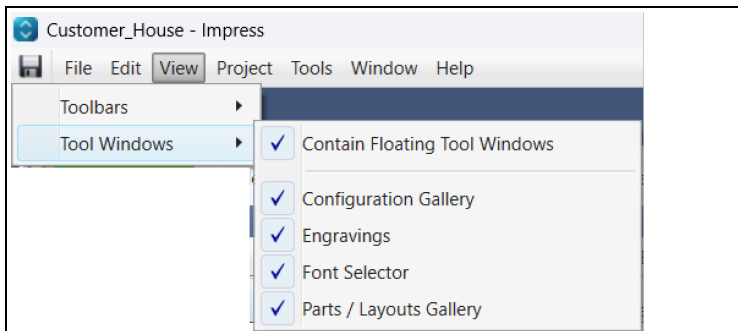 Customer_House - Impress
File Edit View Project Tools Window Help
Toolbars
Tool Windows
Contain Floating Tool Windows
Configuration Gallery
Engravings
Font Selector
Parts / Layouts Gallery